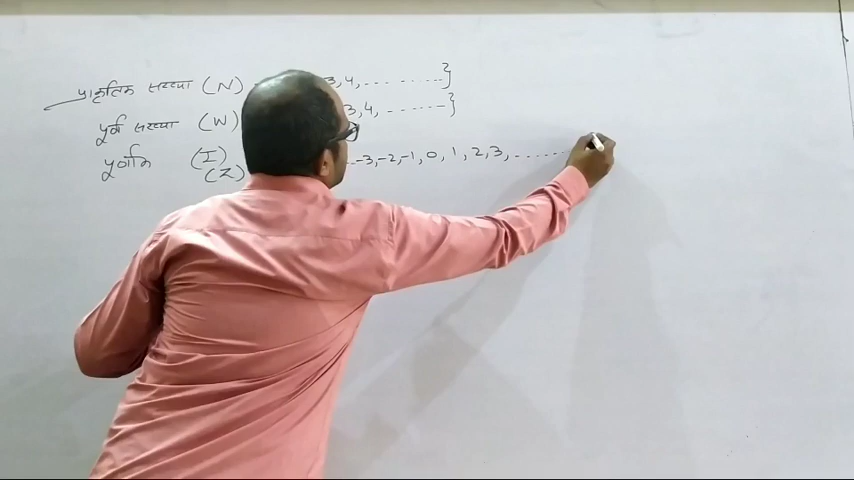 प्राकृतिक संख्या (N) 3,4,.........}
पूर्ण संख्या (W) 3,4,.......}
पूर्णांक (I) ..-3,-2,-1,0,1,2,3,.......
(Z)